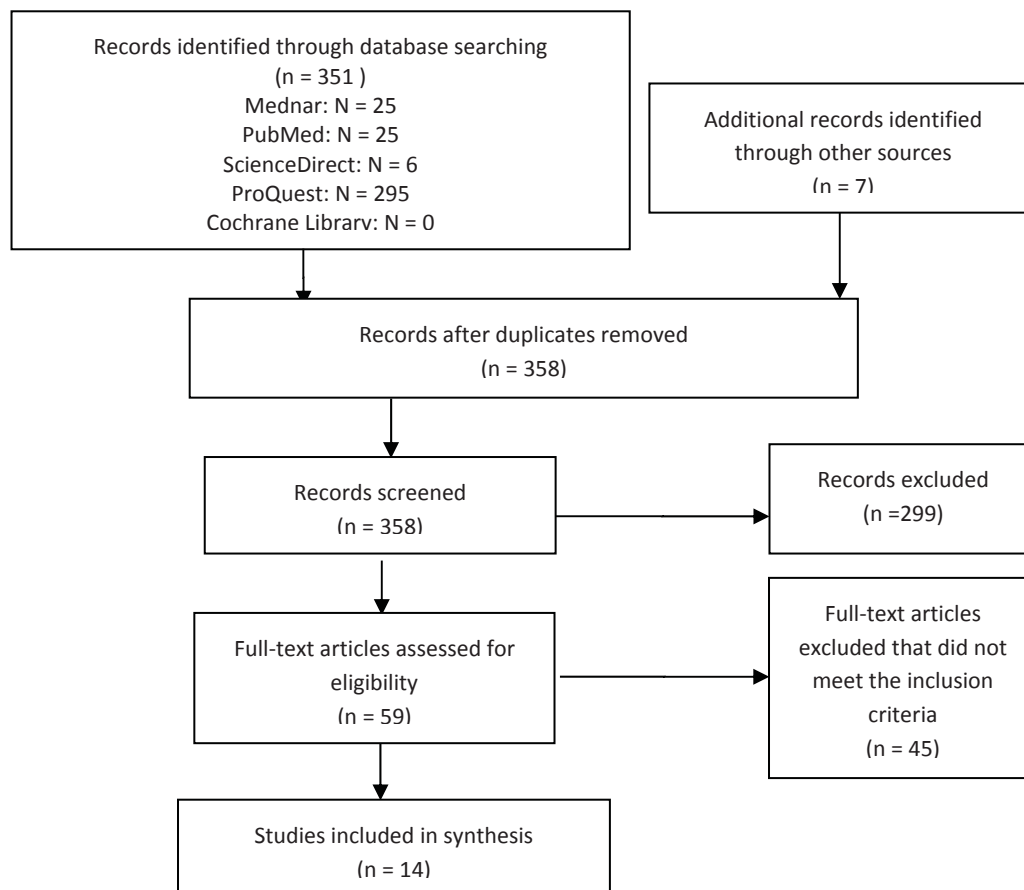 Records identified through database searching
(n = 351 )
Mednar: N = 25
PubMed: N = 25
ScienceDirect: N = 6
ProQuest: N = 295
Cochrane Library: N = 0
Additional records identified
through other sources
(n = 7)
Records after duplicates removed
(n = 358)
Records screened
(n = 358)
Records excluded
(n =299)
Full-text articles assessed for
eligibility
(n = 59)
Full-text articles
excluded that did not
meet the inclusion
criteria
(n = 45)
Studies included in synthesis
(n = 14)